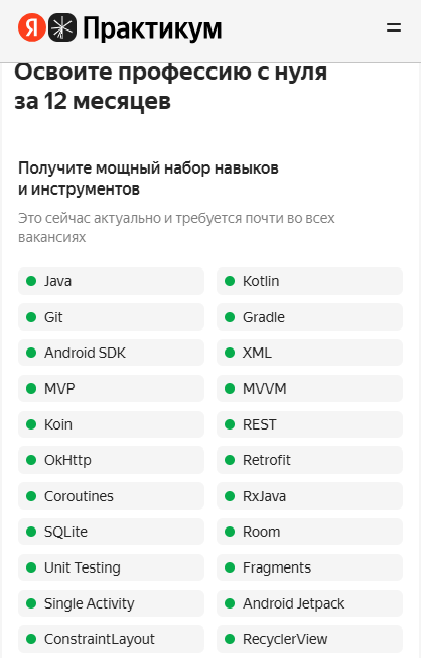 Я Практикум
Освоите профессию с нуля
за 12 месяцев
Получите мощный набор навыков
и инструментов
Это сейчас актуально и требуется почти во всех
вакансиях
Java
Kotlin
Git
Gradle
Android SDK
XML
MVP
MVVM
Koin
REST
OkHttp
Retrofit
Coroutines
RxJava
SQLite
Room
Unit Testing
Fragments
Single Activity
Android Jetpack
ConstraintLayout
RecyclerView